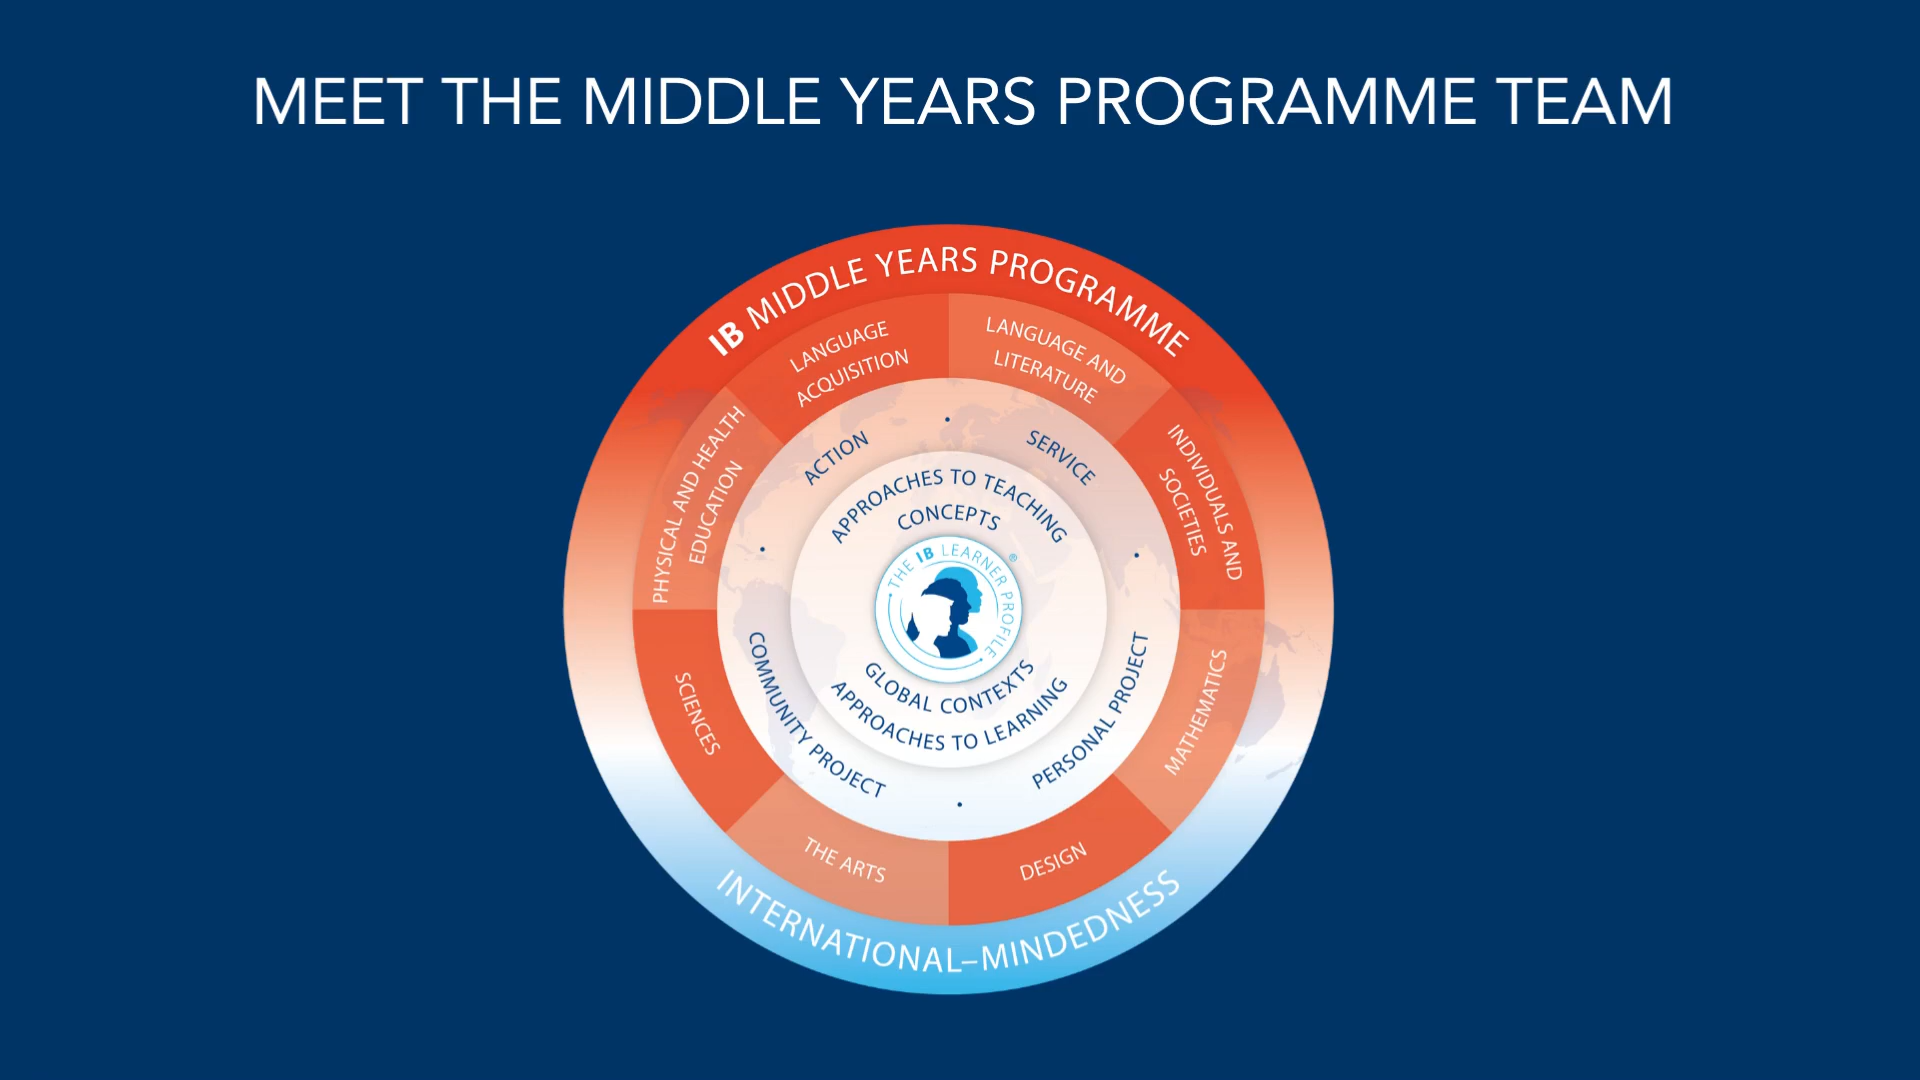 MEET THE MIDDLE YEARS PROGRAMME TEAM
IB MIDDLE YEARS PROGRAMME
LANGUAGE
ACQUISITION
LANGUAGE AND
LITERATURE
PHYSICAL AND HEALTH
EDUCATION
INDIVIDUALS AND
SOCIETIES
ACTION
SERVICE
APPROACHES TO TEACHING
CONCEPTS
THE IB LEARNER PROFILE ®
GLOBAL CONTEXTS
APPROACHES TO LEARNING
COMMUNITY PROJECT
PERSONAL PROJECT
SCIENCES
MATHEMATICS
THE ARTS
DESIGN
INTERNATIONAL–MINDEDNESS